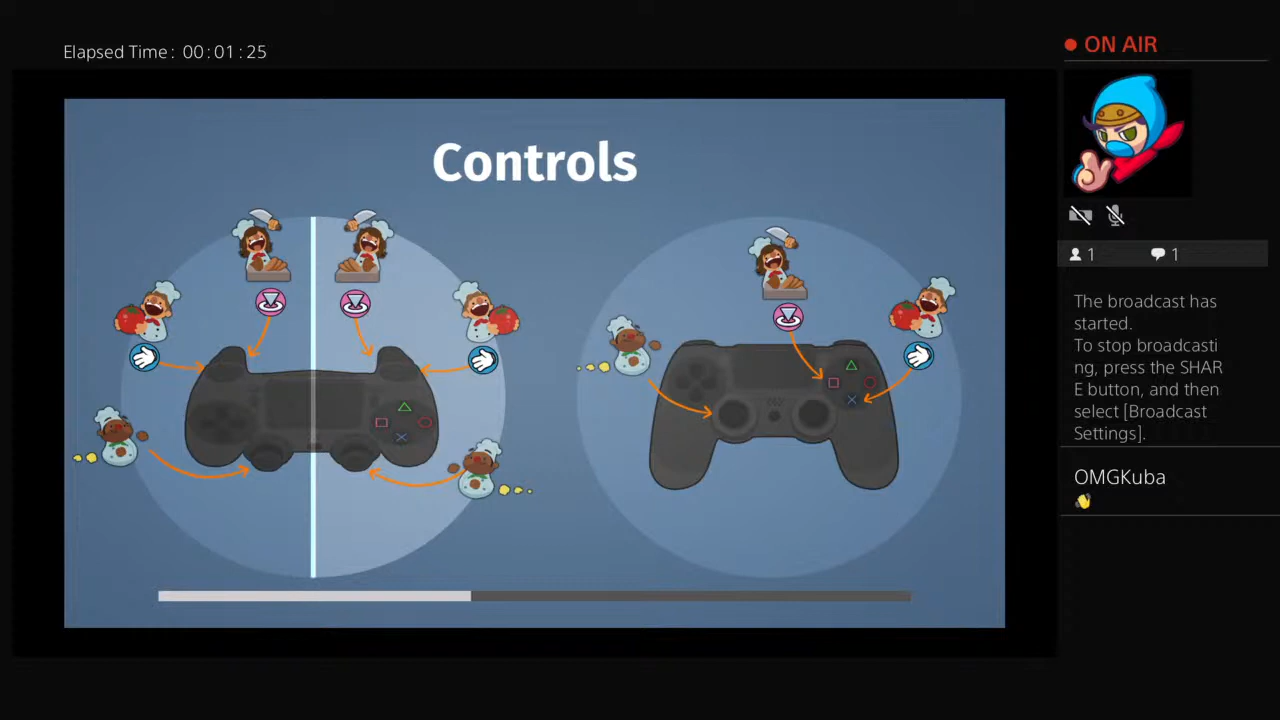 Elapsed Time: 00:01:25
ON AIR
Controls
1
1
The broadcast has
started.
To stop broadcasti
ng, press the SHAR
E button, and then
select [Broadcast
Settings].
OMGKuba